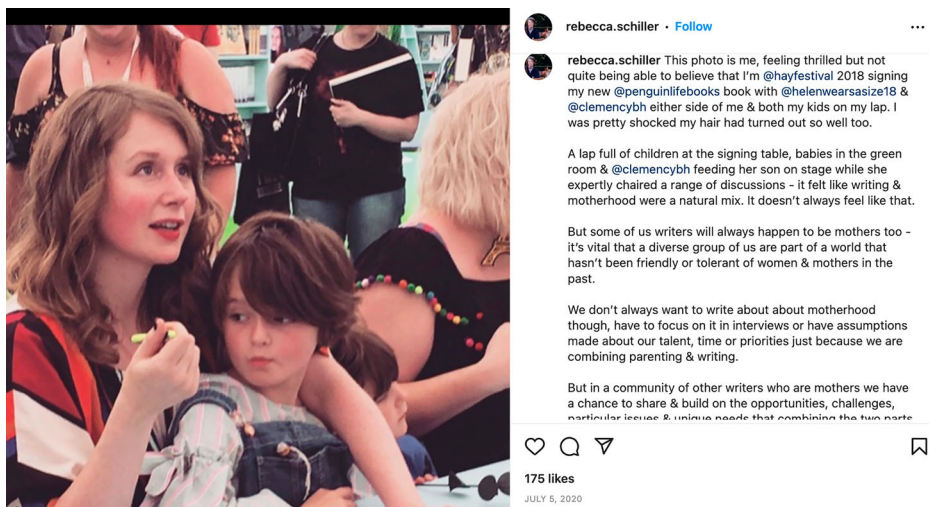 rebecca.schiller • Follow
rebecca.schiller This photo is me, feeling thrilled but not
quite being able to believe that I’m @hayfestival 2018 signing
my new @penguinlifebooks book with @helenwearsasize18 &
@clemencybh either side of me & both my kids on my lap. I
was pretty shocked my hair had turned out so well too.
A lap full of children at the signing table, babies in the green
room & @clemencybh feeding her son on stage while she
expertly chaired a range of discussions - it felt like writing &
motherhood were a natural mix. It doesn’t always feel like that.
But some of us writers will always happen to be mothers too -
it’s vital that a diverse group of us are part of a world that
hasn’t been friendly or tolerant of women & mothers in the
past.
We don’t always want to write about about motherhood
though, have to focus on it in interviews or have assumptions
made about our talent, time or priorities just because we are
combining parenting & writing.
But in a community of other writers who are mothers we have
a chance to share & build on the opportunities, challenges,
particular issues & unique needs that combining the two parts
175 likes
JULY 5, 2020